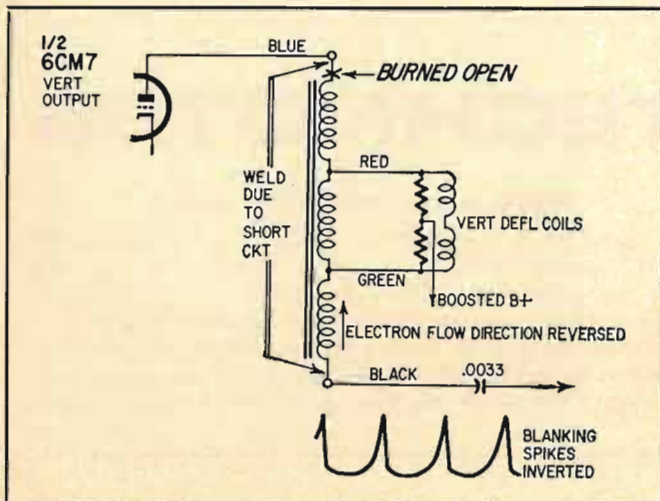 1/2
6CM7
VERT
OUTPUT
BLUE
BURNED OPEN
RED
WELD
DUE
TO
SHORT
CKT
VERT DEFL COILS
GREEN
BOOSTED B+
ELECTRON FLOW DIRECTION REVERSED
BLACK
.0033
BLANKING
SPIKES
INVERTED